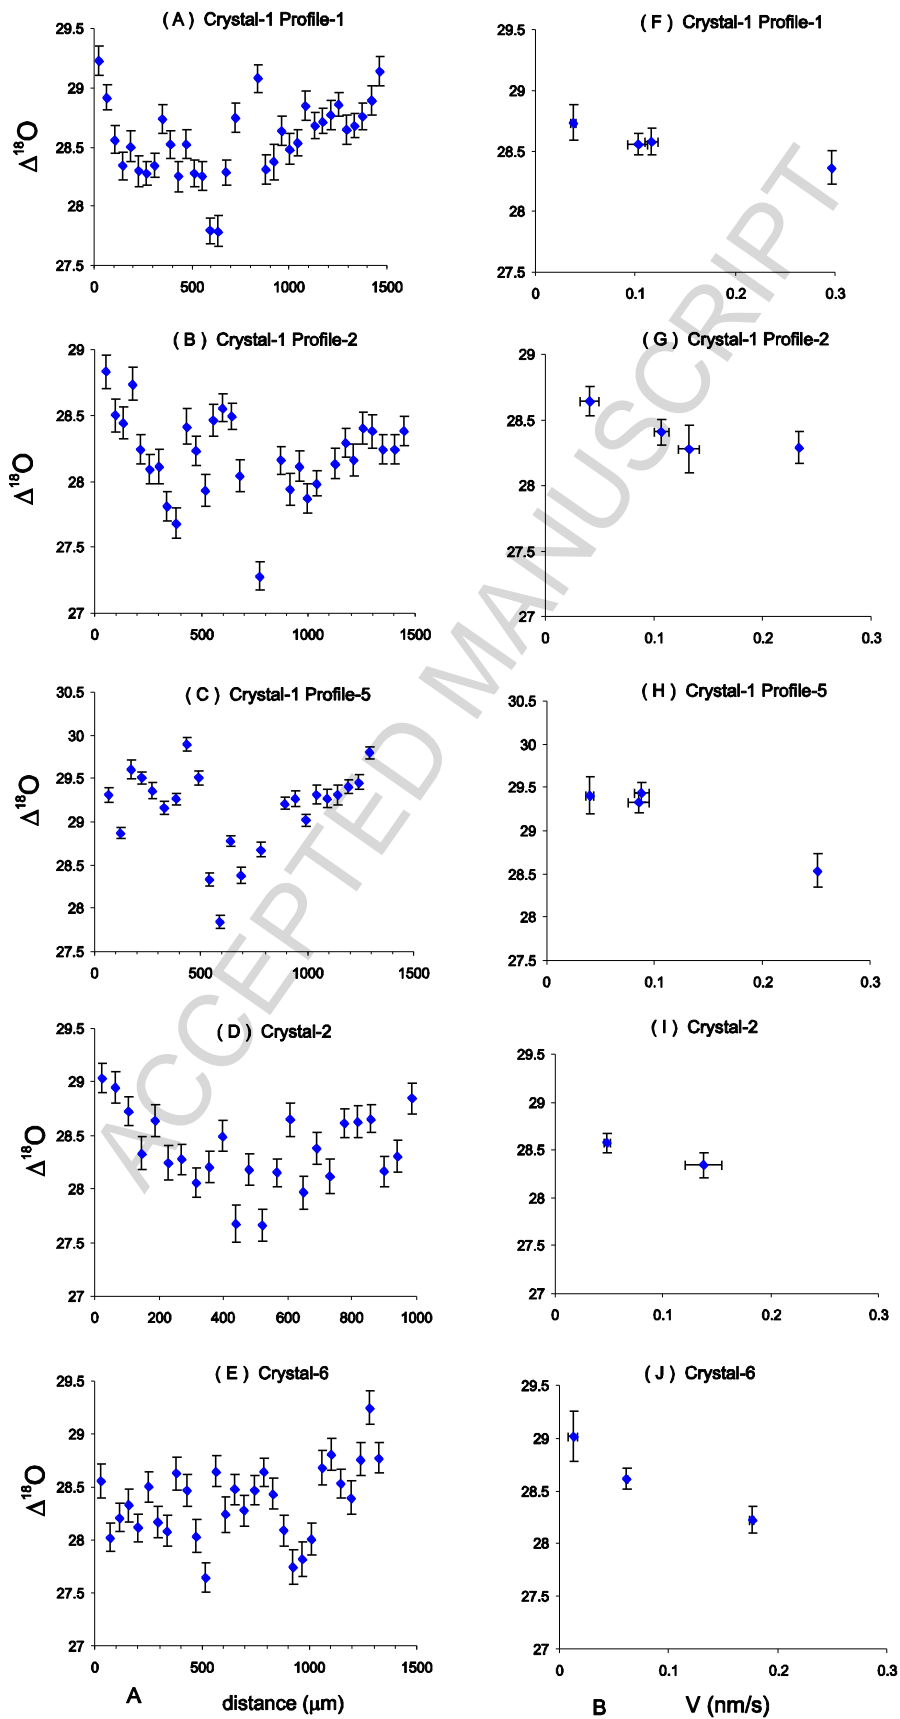 ( A ) Crystal-1 Profile-1
29.5
29
28.5
28
27.5
Δ18O
0 500 1000 1500
( F ) Crystal-1 Profile-1
29.5
29
28.5
28
27.5
0 0.1 0.2 0.3
( B ) Crystal-1 Profile-2
29
28.5
28
27.5
27
Δ18O
0 500 1000 1500
( G ) Crystal-1 Profile-2
29
28.5
28
27.5
27
0 0.1 0.2 0.3
( C ) Crystal-1 Profile-5
30.5
30
29.5
29
28.5
28
27.5
Δ18O
0 500 1000 1500
( H ) Crystal-1 Profile-5
30.5
30
29.5
29
28.5
28
27.5
0 0.1 0.2 0.3
( D ) Crystal-2
29.5
29
28.5
28
27.5
27
Δ18O
0 200 400 600 800 1000
( I ) Crystal-2
29.5
29
28.5
28
27.5
27
0 0.1 0.2 0.3
( E ) Crystal-6
29.5
29
28.5
28
27.5
27
Δ18O
0 500 1000 1500
A distance (μm)
( J ) Crystal-6
29.5
29
28.5
28
27.5
27
0 0.1 0.2 0.3
B V (nm/s)
ACCEPTED MANUSCRIPT